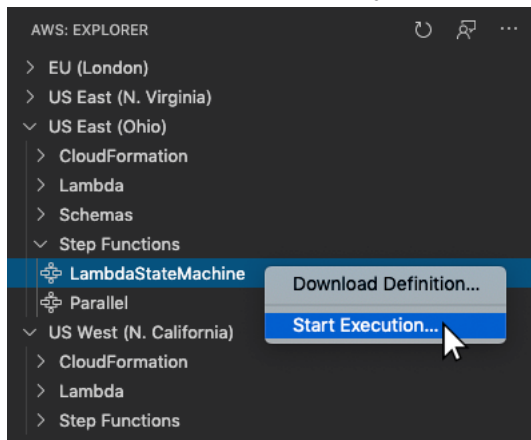 AWS: EXPLORER
EU (London)
US East (N. Virginia)
US East (Ohio)
CloudFormation
Lambda
Schemas
Step Functions
LambdaStateMachine
Download Definition...
Parallel
Start Execution...
US West (N. California)
CloudFormation
Lambda
Step Functions